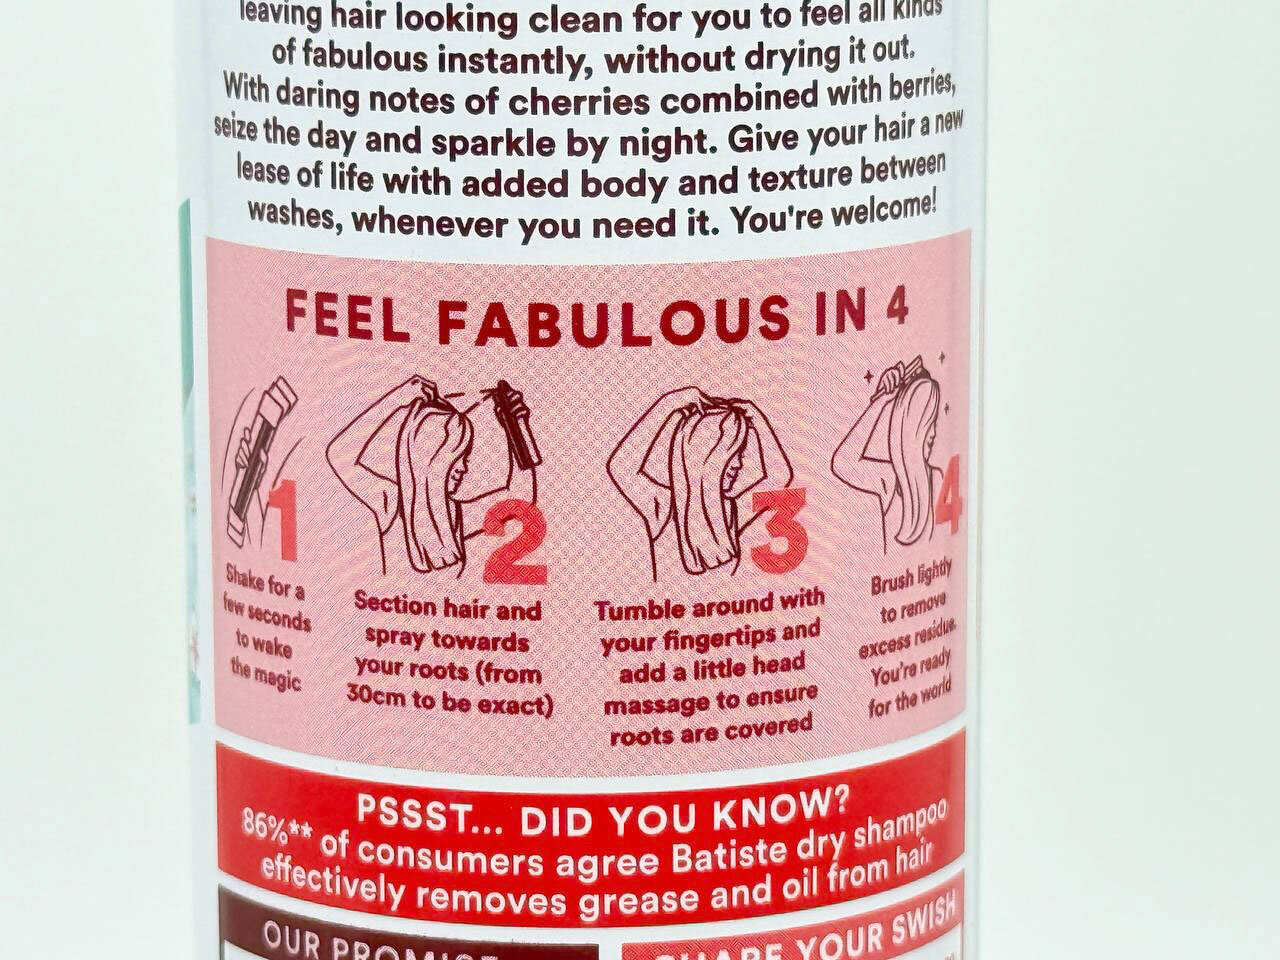 leaving hair looking clean for you to feel all kinds
of fabulous instantly, without drying it out.
With daring notes of cherries combined with berries,
seize the day and sparkle by night. Give your hair a new
lease of life with added body and texture between
washes, whenever you need it. You're welcome!
FEEL FABULOUS IN 4
1
Shake for a
few seconds
to wake
the magic
2
Section hair and
spray towards
your roots (from
30cm to be exact)
3
Tumble around with
your fingertips and
add a little head
massage to ensure
roots are covered
4
Brush lightly
to remove
excess residue.
You're ready
for the world
PSSST... DID YOU KNOW?
86%** of consumers agree Batiste dry shampoo
effectively removes grease and oil from hair
OUR PROMISE
SHARE YOUR SWISH